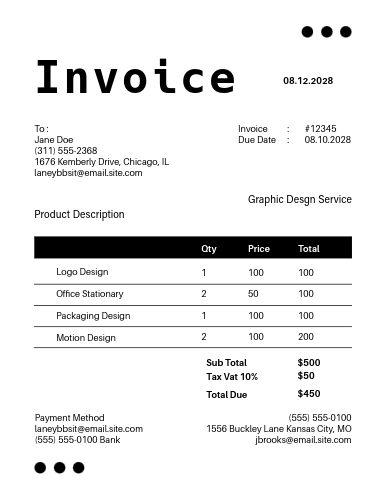 Invoice 08.12.2028
To :
Jane Doe
(311) 555-2368
1676 Kemberly Drive, Chicago, IL
laneybbsit@email.site.com
Invoice : #12345
Due Date : 08.10.2028
Graphic Desgn Service
Product Description
Qty Price Total
Logo Design 1 100 100
Office Stationary 2 50 100
Packaging Design 1 100 100
Motion Design 2 100 200
Sub Total $500
Tax Vat 10% $50
Total Due $450
Payment Method
laneybbsit@email.site.com
(555) 555-0100 Bank
(555) 555-0100
1556 Buckley Lane Kansas City, MO
jbrooks@email.site.com